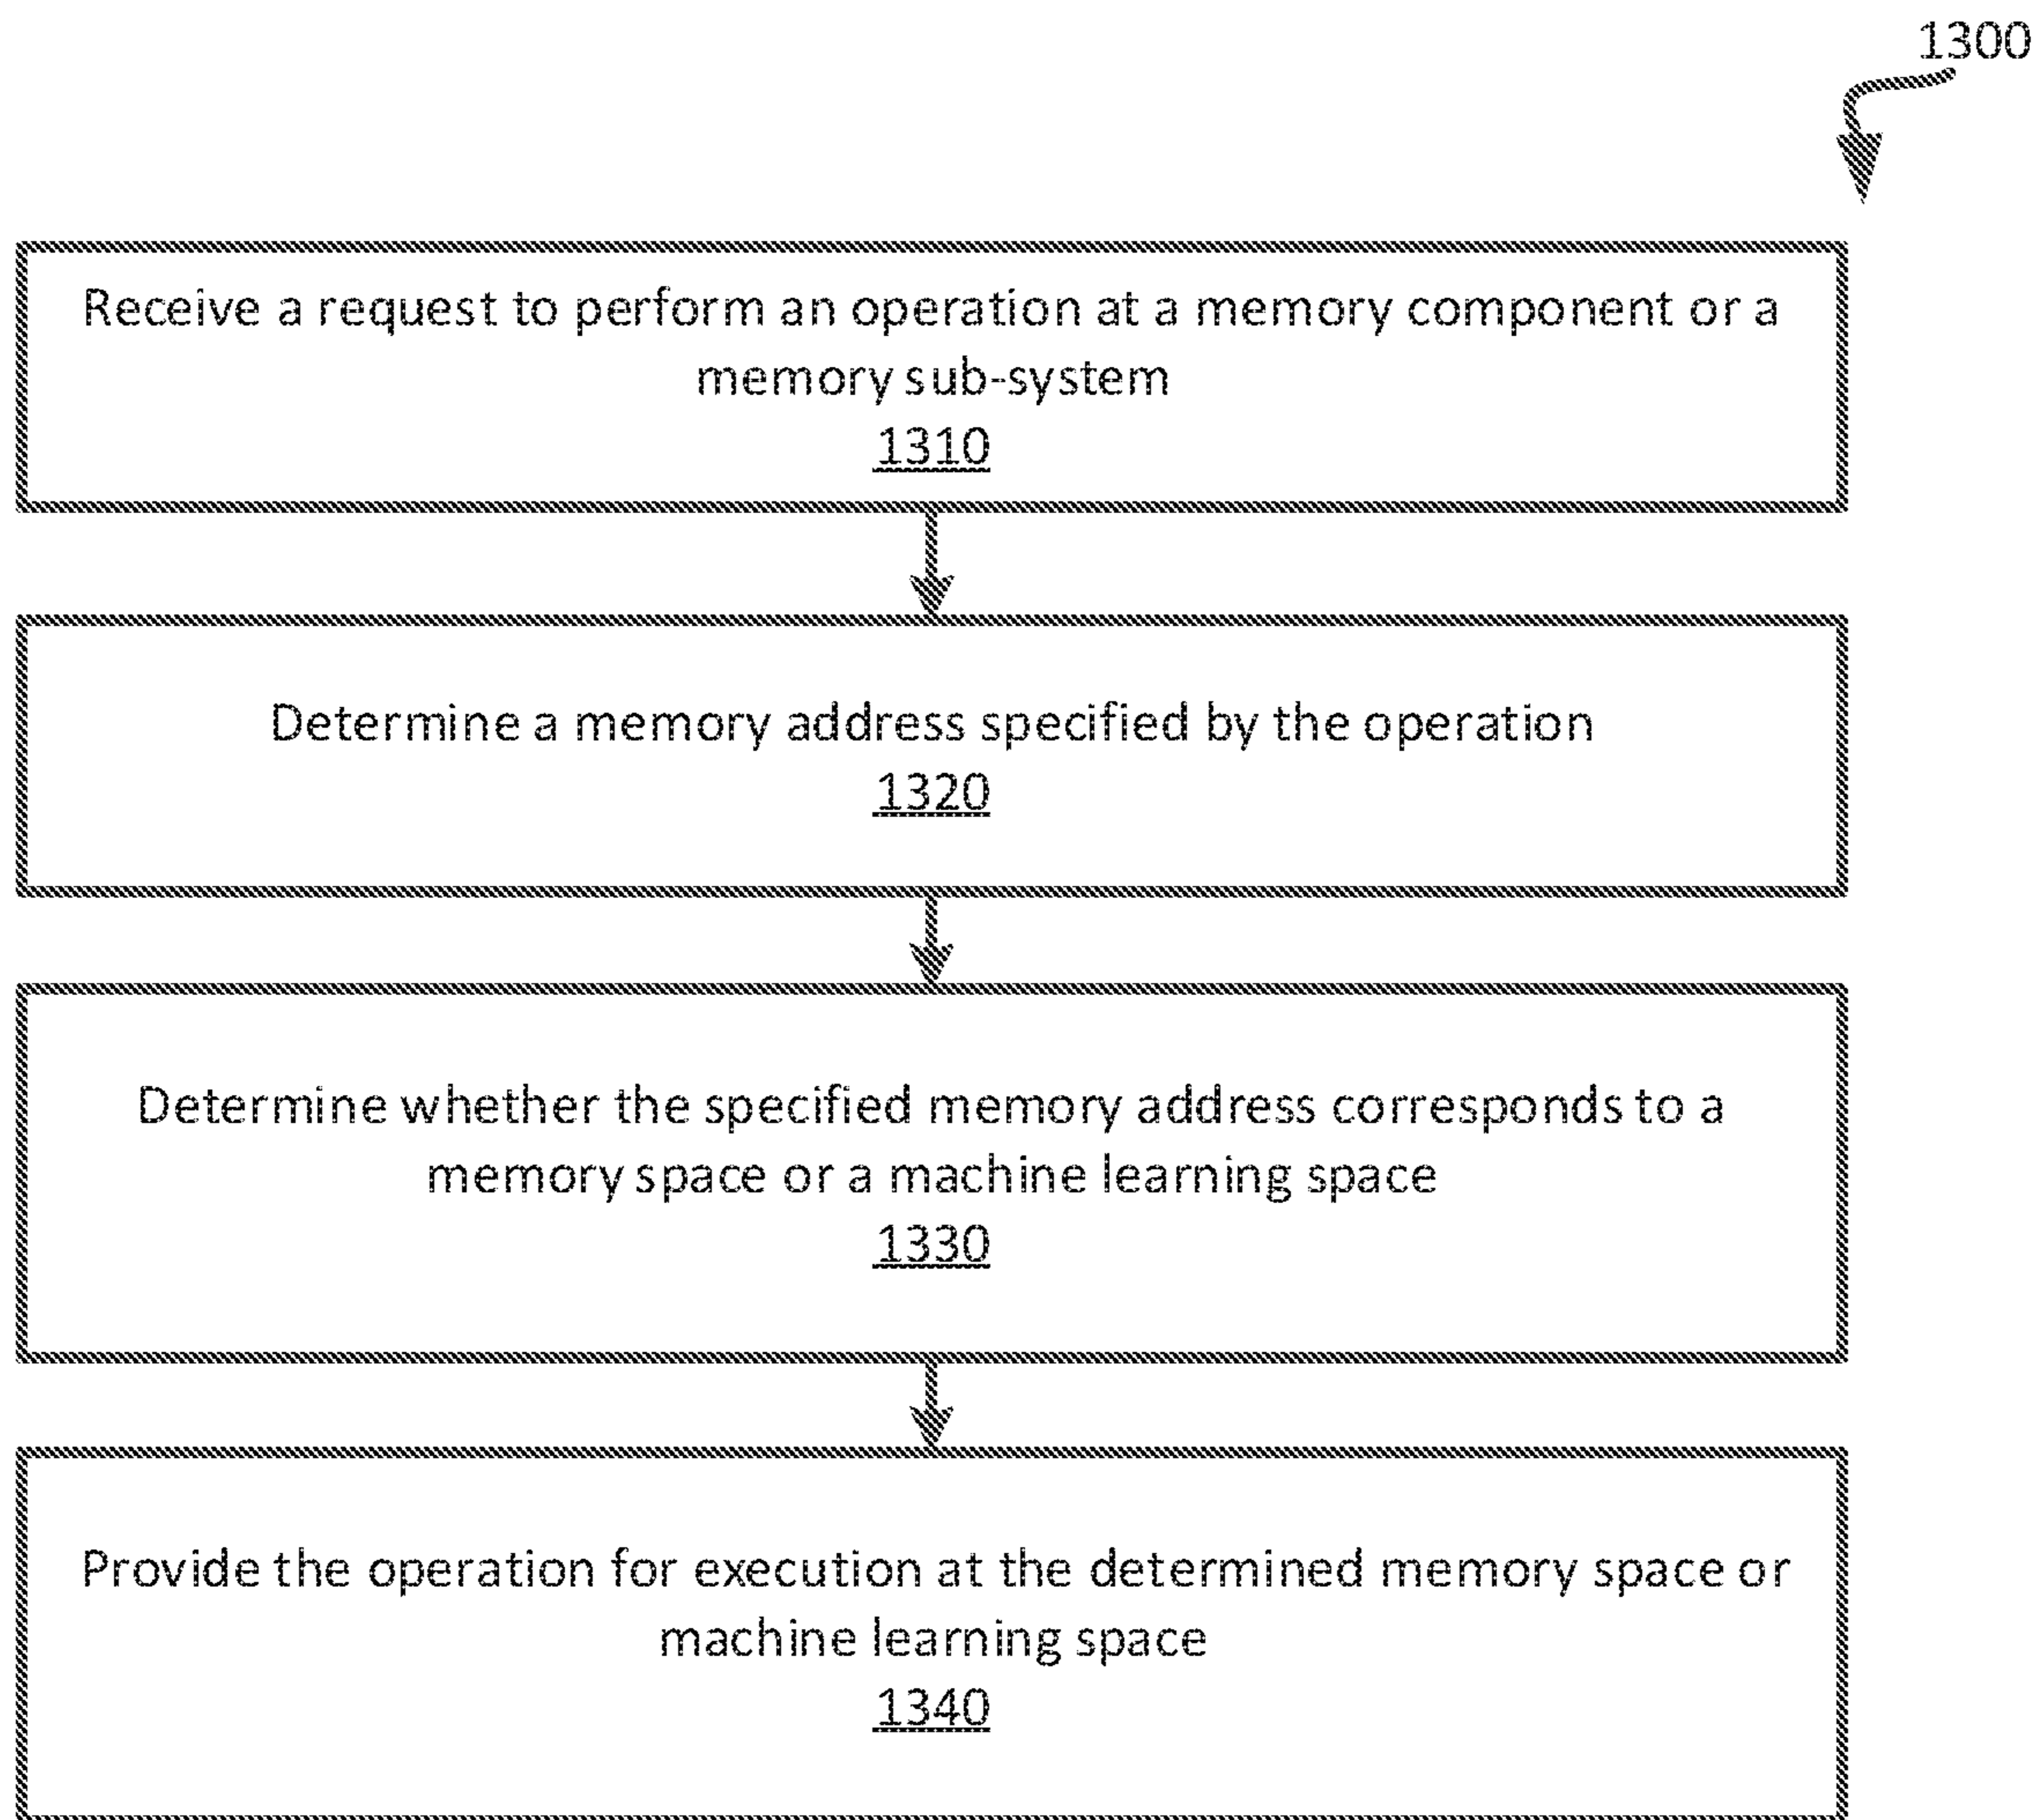 1300
Receive a request to perform an operation at a memory component or a
memory sub-system
1310
Determine a memory address specified by the operation
1320
Determine whether the specified memory address corresponds to a
memory space or a machine learning space
1330
Provide the operation for execution at the determined memory space or
machine learning space
1340